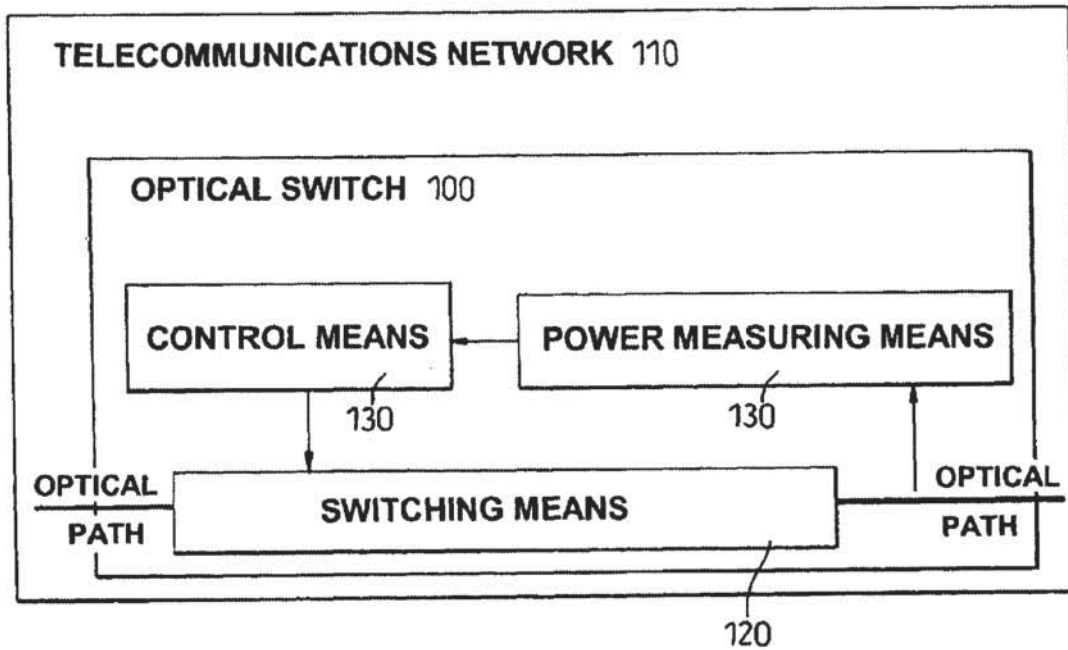 TELECOMMUNICATIONS NETWORK 110
OPTICAL SWITCH 100
CONTROL MEANS
POWER MEASURING MEANS
130
130
OPTICAL
PATH
SWITCHING MEANS
OPTICAL
PATH
120